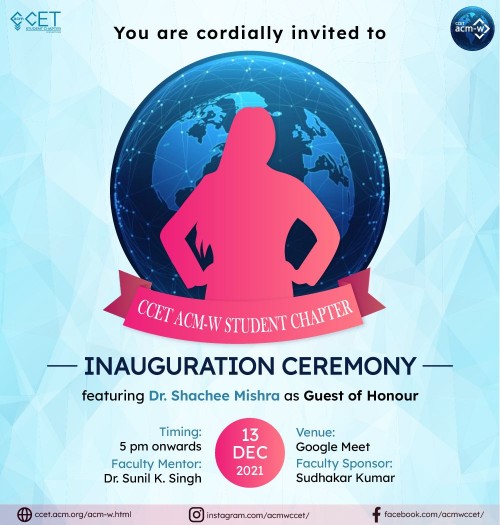 CCET
STUDENT CHAPTER
ccet
acm-w
You are cordially invited to
CCET ACM-W STUDENT CHAPTER
INAUGURATION CEREMONY
featuring Dr. Shachee Mishra as Guest of Honour
Timing:
5 pm onwards
Faculty Mentor:
Dr. Sunil K. Singh
13
DEC
2021
Venue:
Google Meet
Faculty Sponsor:
Sudhakar Kumar
ccet.acm.org/acm-w.html
instagram.com/acmwccet/
facebook.com/acmwccet/